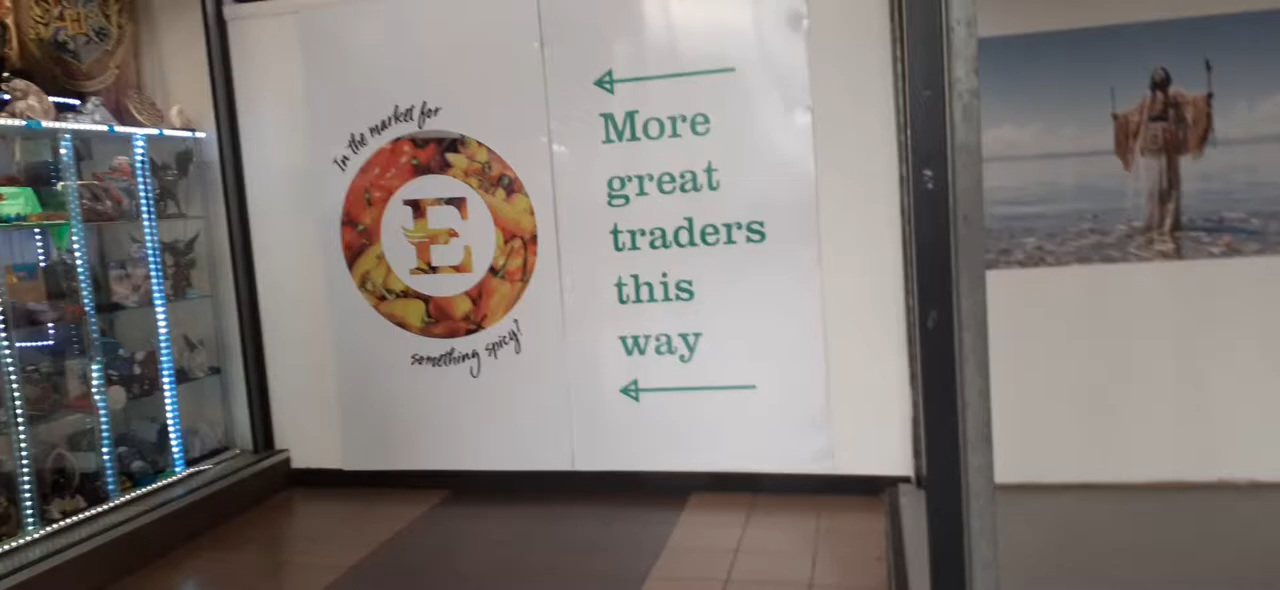 In the market for
E
something spicy?
More
great
traders
this
way